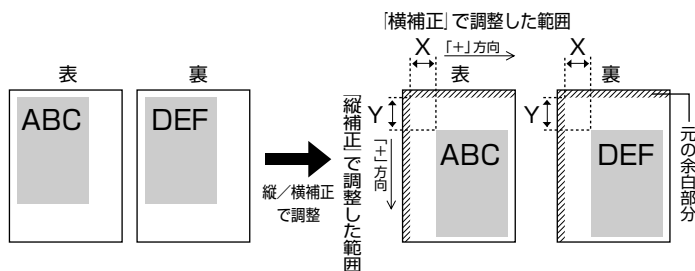 「横補正」で調整した範囲
X
「+」方向
X
表
裏
表
裏
ABC
DEF
「縦補正」で調整した範囲
Y
Y
「+」方向
ABC
DEF
元の余白部分
縦/横補正
で調整